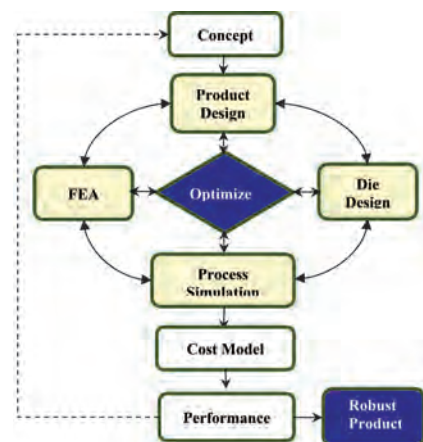 Concept
Product
Design
FEA
Optimize
Die
Design
Process
Simulation
Cost Model
Performance
Robust
Product